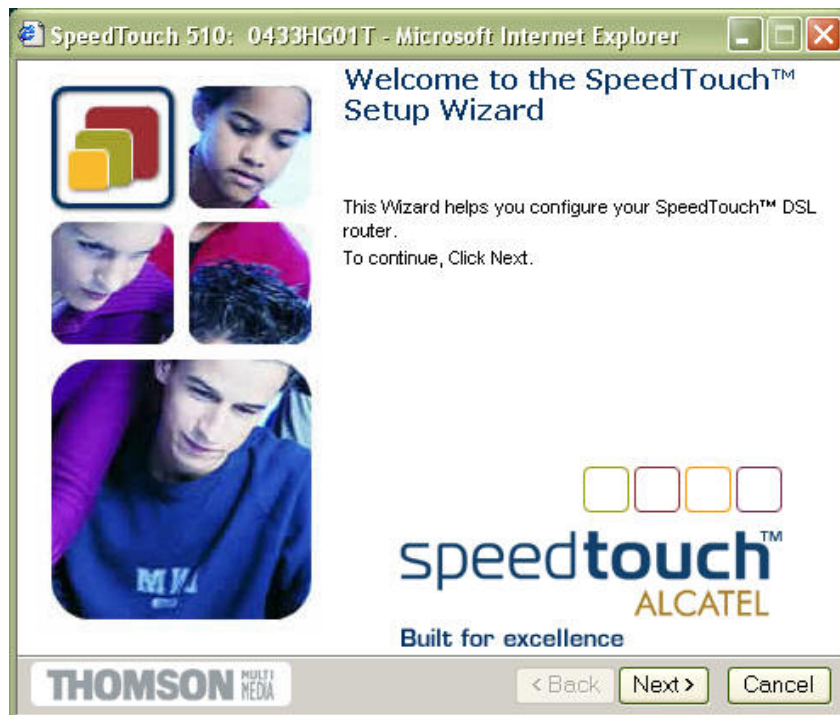 SpeedTouch 510: 0433HG01T - Microsoft Internet Explorer
Welcome to the SpeedTouch™
Setup Wizard
This Wizard helps you configure your SpeedTouch™ DSL
router.
To continue, Click Next.
speedtouch™
ALCATEL
Built for excellence
THOMSON MULTI MEDIA
< Back Next > Cancel